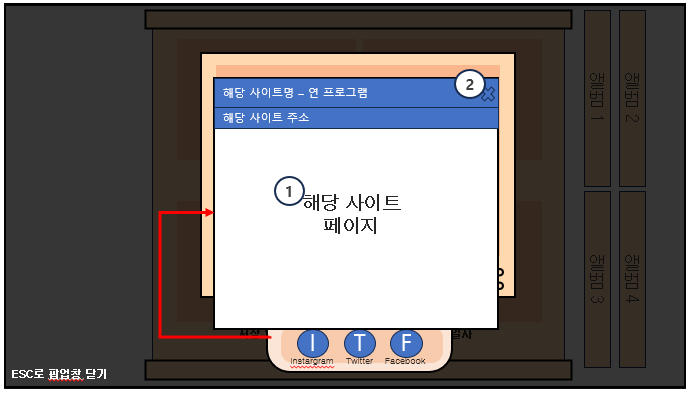 해당 사이트명 – 연 프로그램
2
해당 사이트 주소
1
해당 사이트
페이지
앨범 1
앨범 2
앨범 3
앨범 4
I
T
F
Instargram
Twitter
Facebook
ESC로 팝업창 닫기